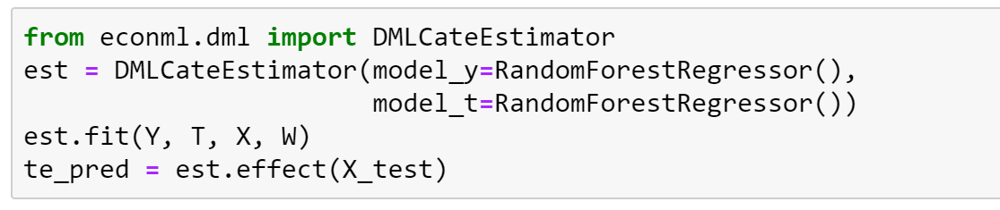 from econml.dml import DMLCateEstimator
est = DMLCateEstimator(model_y=RandomForestRegressor(),
                       model_t=RandomForestRegressor())
est.fit(Y, T, X, W)
te_pred = est.effect(X_test)